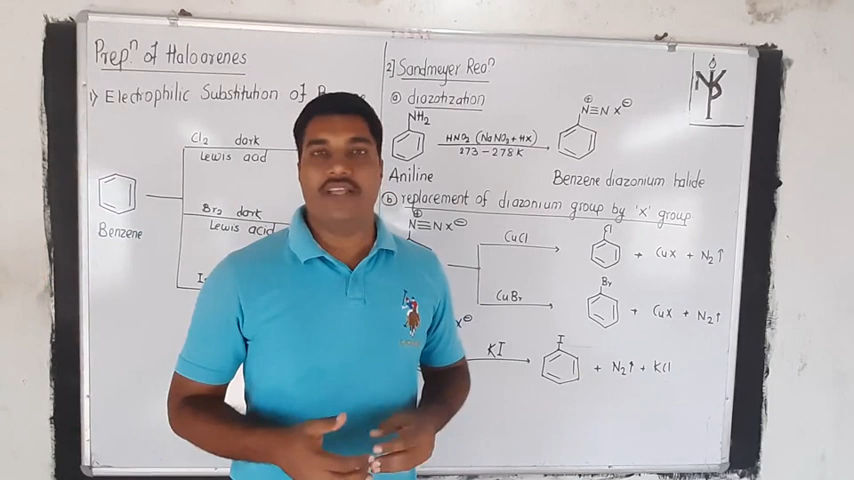 Prepⁿ of Haloarenes
1) Electrophilic Substitution of
Cl2 dark
Lewis acid
Benzene
Br2 dark
Lewis acid
2] Sandmeyer Reaⁿ
ⓐ diazotization
NH2
HNO2 (NaNO2 + HX)
273 – 278 K
N≡N X⊖
⊕
Aniline
Benzene diazonium halide
ⓑ replacement of diazonium group by 'x' group
⊕
N≡N X⊖
CuCl
Cl
+ CuX + N2↑
CuBr
Br
+ CuX + N2↑
X⊖
KI
I
+ N2↑ + KCl